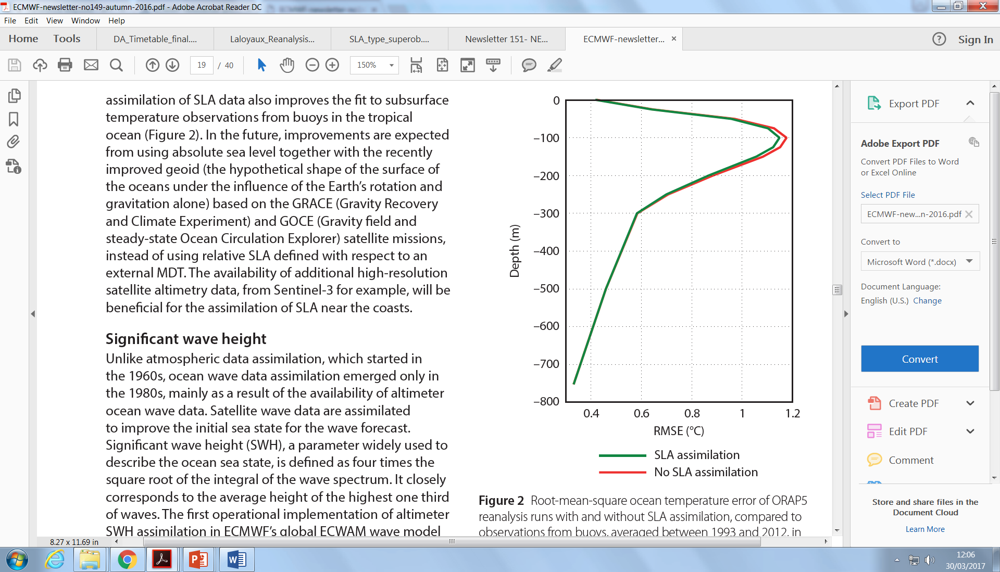 ECMWF-newsletter-no149-autumn-2016.pdf - Adobe Acrobat Reader DC
File Edit View Window Help
Home Tools DA_Timetable_final.... Laloyaux_Reanalysis... SLA_type_superob.... Newsletter 151- NE... ECMWF-newsletter... × ? Sign In
19 / 40 150%
assimilation of SLA data also improves the fit to subsurface
temperature observations from buoys in the tropical
ocean (Figure 2). In the future, improvements are expected
from using absolute sea level together with the recently
improved geoid (the hypothetical shape of the surface of
the oceans under the influence of the Earth's rotation and
gravitation alone) based on the GRACE (Gravity Recovery
and Climate Experiment) and GOCE (Gravity field and
steady-state Ocean Circulation Explorer) satellite missions,
instead of using relative SLA defined with respect to an
external MDT. The availability of additional high-resolution
satellite altimetry data, from Sentinel-3 for example, will be
beneficial for the assimilation of SLA near the coasts.
Significant wave height
Unlike atmospheric data assimilation, which started in
the 1960s, ocean wave data assimilation emerged only in
the 1980s, mainly as a result of the availability of altimeter
ocean wave data. Satellite wave data are assimilated
to improve the initial sea state for the wave forecast.
Significant wave height (SWH), a parameter widely used to
describe the ocean sea state, is defined as four times the
square root of the integral of the wave spectrum. It closely
corresponds to the average height of the highest one third
of waves. The first operational implementation of altimeter
SWH assimilation in ECMWF's global ECWAM wave model
0
–100
–200
–300
–400
–500
–600
–700
–800
Depth (m)
0.4 0.6 0.8 1 1.2
RMSE (°C)
SLA assimilation
No SLA assimilation
Figure 2 Root-mean-square ocean temperature error of ORAP5
reanalysis runs with and without SLA assimilation, compared to
observations from buoys, averaged between 1993 and 2012, in
Export PDF
Adobe Export PDF
Convert PDF Files to Word
or Excel Online
Select PDF File
ECMWF-new...n-2016.pdf
Convert to
Microsoft Word (*.docx)
Document Language:
English (U.S.) Change
Convert
Create PDF
Edit PDF
Comment
Store and share files in the
Document Cloud
Learn More
8.27 x 11.69 in
12:06
30/03/2017